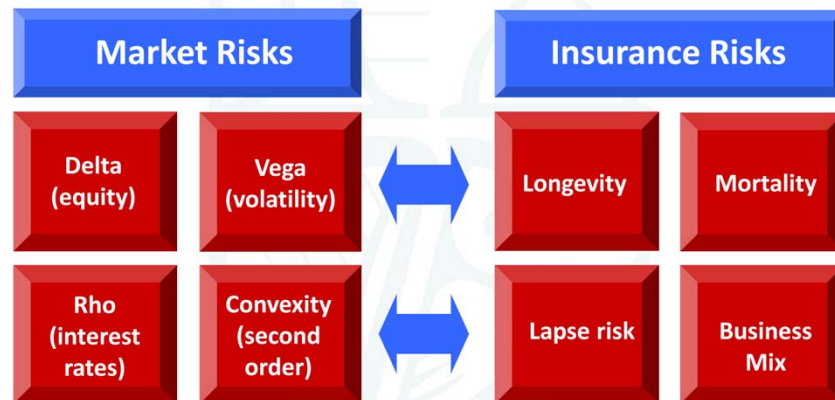 Market Risks
Insurance Risks
Delta
(equity)
Vega
(volatility)
Longevity
Mortality
Rho
(interest
rates)
Convexity
(second
order)
Lapse risk
Business
Mix